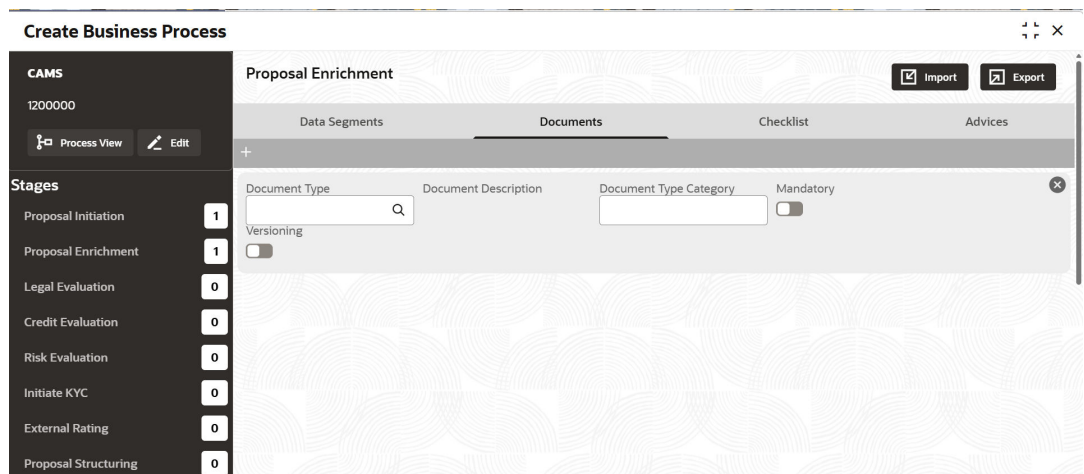 Create Business Process
CAMS
1200000
Process View
Edit
Stages
Proposal Initiation 1
Proposal Enrichment 1
Legal Evaluation 0
Credit Evaluation 0
Risk Evaluation 0
Initiate KYC 0
External Rating 0
Proposal Structuring 0
Proposal Enrichment
Import
Export
Data Segments
Documents
Checklist
Advices
Document Type
Document Description
Document Type Category
Mandatory
Versioning